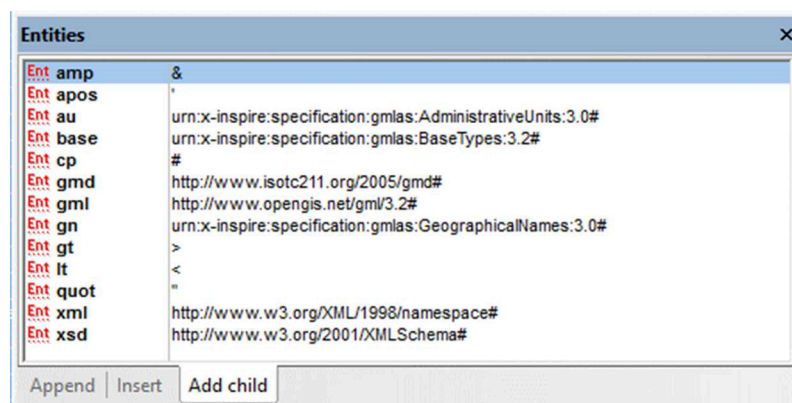 Entities
Ent amp &
Ent apos '
Ent au urn:x-inspire:specification:gmlas:AdministrativeUnits:3.0#
Ent base urn:x-inspire:specification:gmlas:BaseTypes:3.2#
Ent cp #
Ent gmd http://www.isotc211.org/2005/gmd#
Ent gml http://www.opengis.net/gml/3.2#
Ent gn urn:x-inspire:specification:gmlas:GeographicalNames:3.0#
Ent gt >
Ent lt <
Ent quot "
Ent xml http://www.w3.org/XML/1998/namespace#
Ent xsd http://www.w3.org/2001/XMLSchema#
Append Insert Add child